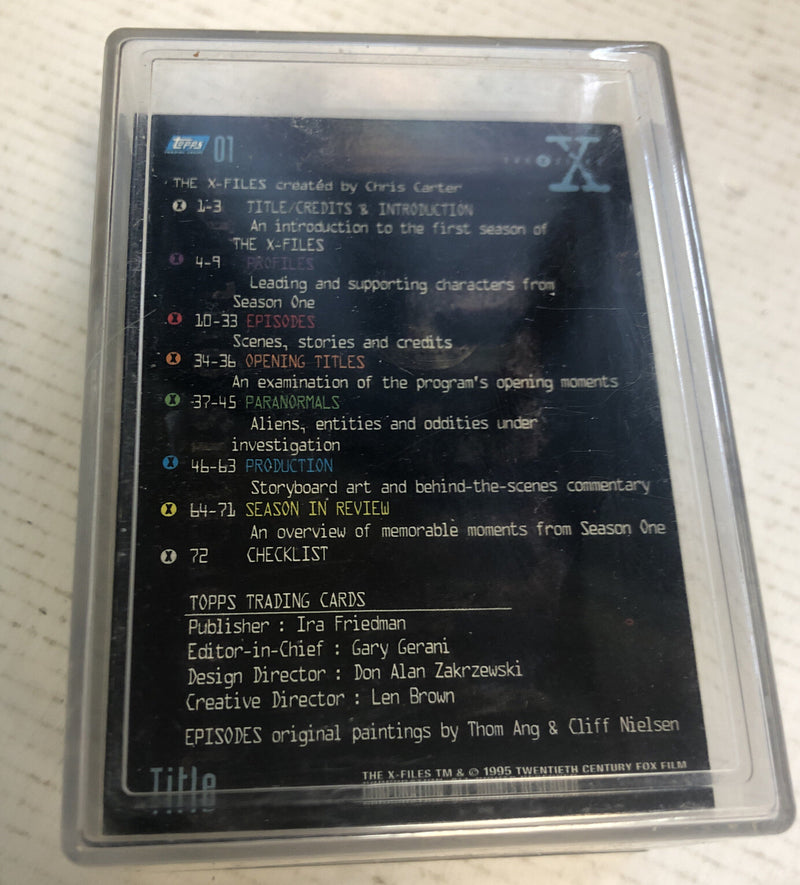 Topps 01
X
THE X-FILES created by Chris Carter
1-3 TITLE/CREDITS & INTRODUCTION
An introduction to the first season of
THE X-FILES
4-9 PROFILES
Leading and supporting characters from
Season One
10-33 EPISODES
Scenes, stories and credits
34-36 OPENING TITLES
An examination of the program's opening moments
37-45 PARANORMALS
Aliens, entities and oddities under
investigation
46-63 PRODUCTION
Storyboard art and behind-the-scenes commentary
64-71 SEASON IN REVIEW
An overview of memorable moments from Season One
72 CHECKLIST
TOPPS TRADING CARDS
Publisher : Ira Friedman
Editor-in-Chief : Gary Gerani
Design Director : Don Alan Zakrzewski
Creative Director : Len Brown
EPISODES original paintings by Thom Ang & Cliff Nielsen
Title
THE X-FILES TM & © 1995 TWENTIETH CENTURY FOX FILM